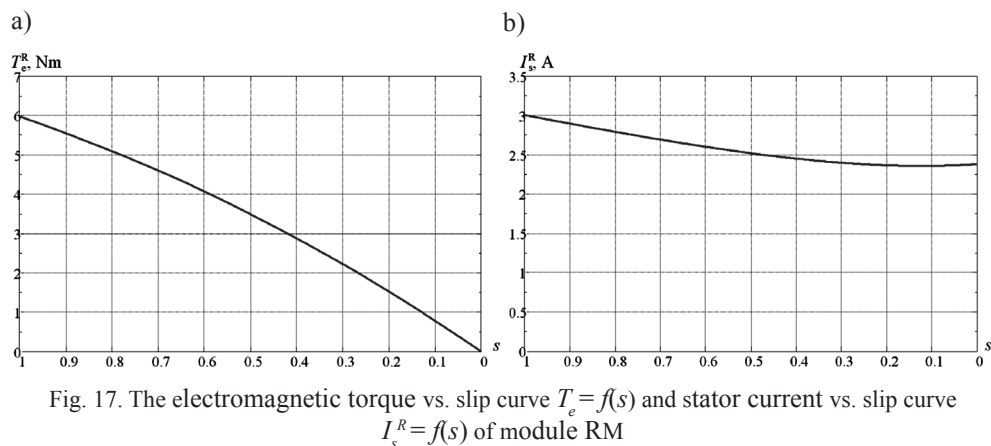 a)
b)
T_e^R, Nm
7
6
5
4
3
2
1
0
1 0.9 0.8 0.7 0.6 0.5 0.4 0.3 0.2 0.1 0
s
I_s^R, A
3.5
3
2.5
2
1.5
1
0.5
0
1 0.9 0.8 0.7 0.6 0.5 0.4 0.3 0.2 0.1 0
s
Fig. 17. The electromagnetic torque vs. slip curve T_e = f(s) and stator current vs. slip curve
I_s^R = f(s) of module RM